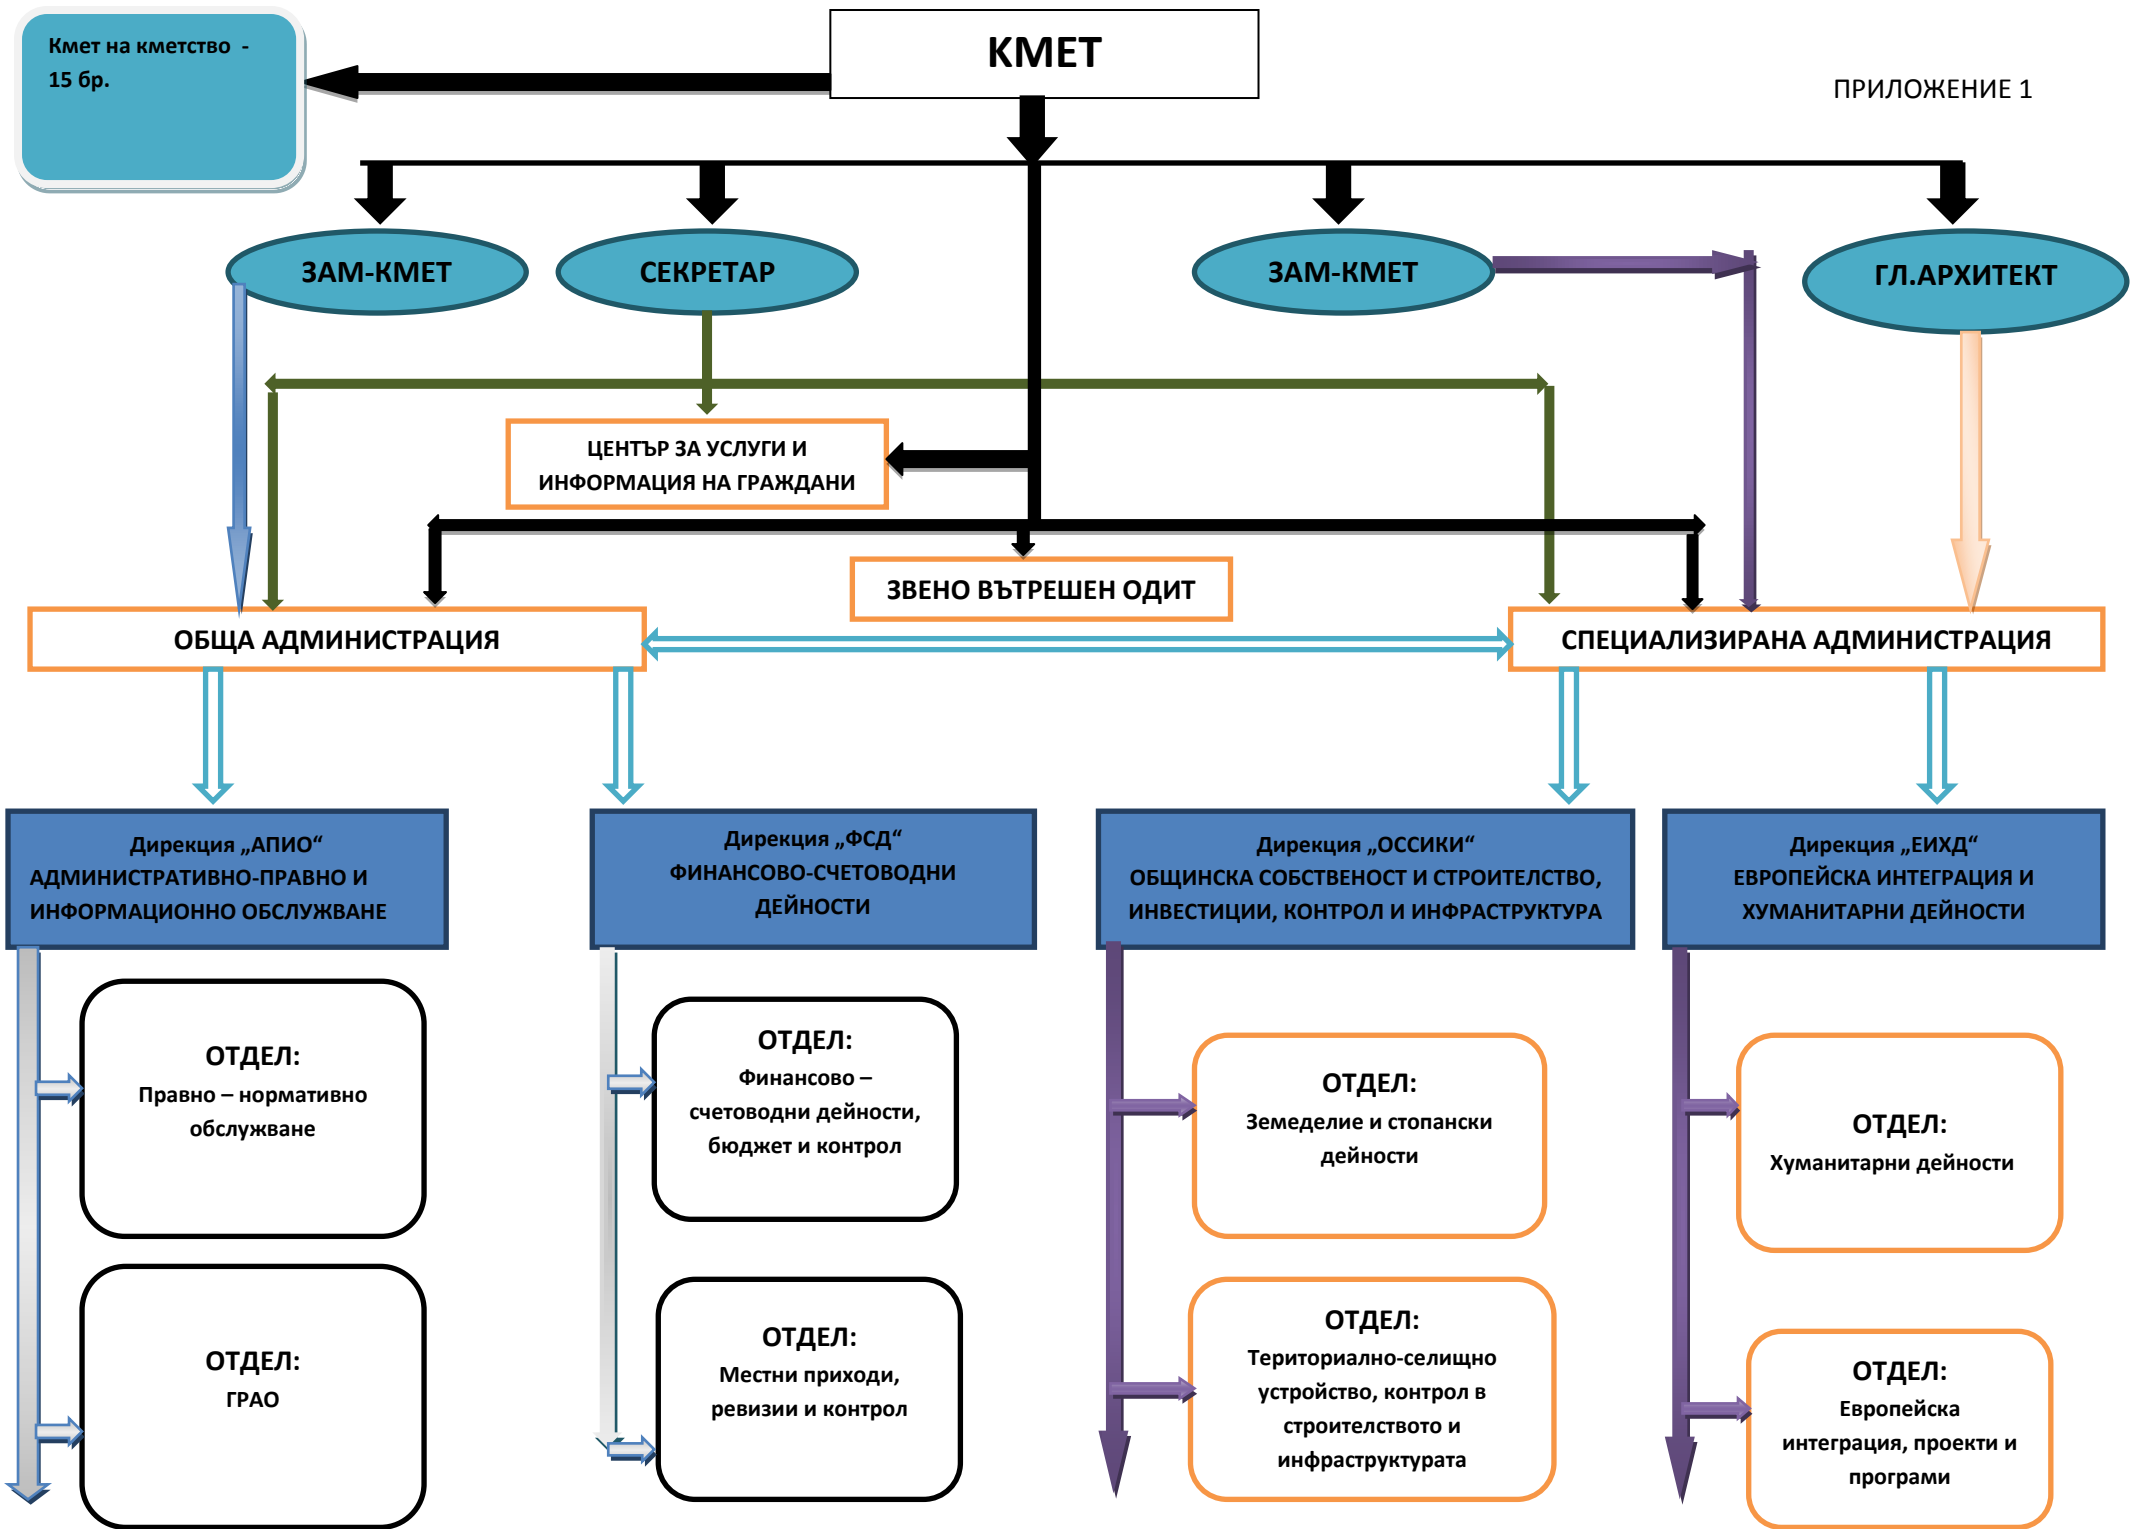 Кмет на кметство -
15 бр.
КМЕТ
ПРИЛОЖЕНИЕ 1
ЗАМ-КМЕТ
СЕКРЕТАР
ЗАМ-КМЕТ
ГЛ.АРХИТЕКТ
ЦЕНТЪР ЗА УСЛУГИ И
ИНФОРМАЦИЯ НА ГРАЖДАНИ
ЗВЕНО ВЪТРЕШЕН ОДИТ
ОБЩА АДМИНИСТРАЦИЯ
СПЕЦИАЛИЗИРАНА АДМИНИСТРАЦИЯ
Дирекция „АПИО“
АДМИНИСТРАТИВНО-ПРАВНО И
ИНФОРМАЦИОННО ОБСЛУЖВАНЕ
Дирекция „ФСД“
ФИНАНСОВО-СЧЕТОВОДНИ
ДЕЙНОСТИ
Дирекция „ОССИКИ“
ОБЩИНСКА СОБСТВЕНОСТ И СТРОИТЕЛСТВО,
ИНВЕСТИЦИИ, КОНТРОЛ И ИНФРАСТРУКТУРА
Дирекция „ЕИХД“
ЕВРОПЕЙСКА ИНТЕГРАЦИЯ И
ХУМАНИТАРНИ ДЕЙНОСТИ
ОТДЕЛ:
Правно – нормативно
обслужване
ОТДЕЛ:
Финансово –
счетоводни дейности,
бюджет и контрол
ОТДЕЛ:
Земеделие и стопански
дейности
ОТДЕЛ:
Хуманитарни дейности
ОТДЕЛ:
ГРАО
ОТДЕЛ:
Местни приходи,
ревизии и контрол
ОТДЕЛ:
Териториално-селищно
устройство, контрол в
строителството и
инфраструктурата
ОТДЕЛ:
Европейска
интеграция, проекти и
програми